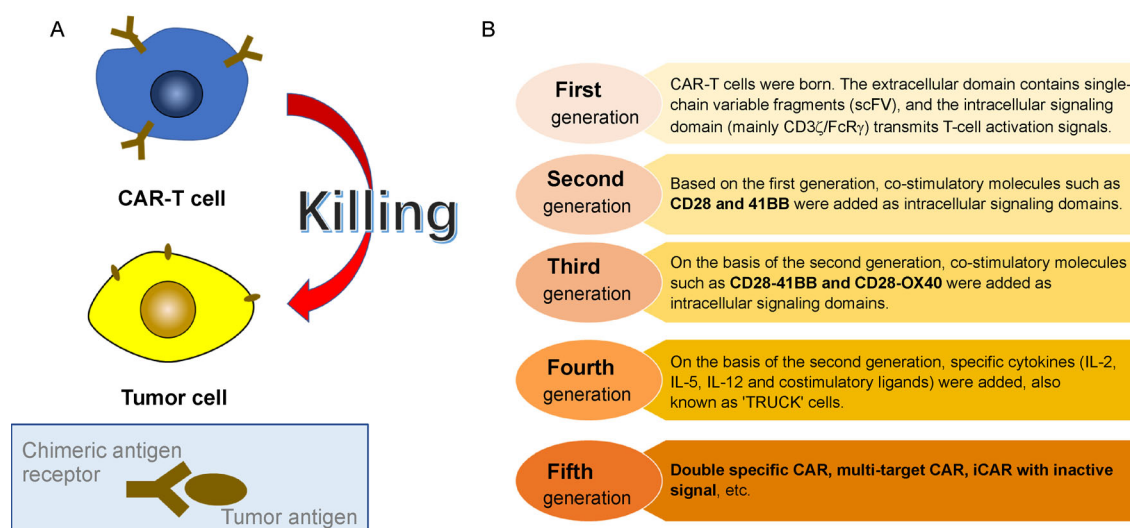 A
CAR-T cell
Killing
Tumor cell
Chimeric antigen
receptor
Tumor antigen
B
First
generation
CAR-T cells were born. The extracellular domain contains single-
chain variable fragments (scFV), and the intracellular signaling
domain (mainly CD3ζ/FcRγ) transmits T-cell activation signals.
Second
generation
Based on the first generation, co-stimulatory molecules such as
CD28 and 41BB were added as intracellular signaling domains.
Third
generation
On the basis of the second generation, co-stimulatory molecules
such as CD28-41BB and CD28-OX40 were added as
intracellular signaling domains.
Fourth
generation
On the basis of the second generation, specific cytokines (IL-2,
IL-5, IL-12 and costimulatory ligands) were added, also
known as 'TRUCK' cells.
Fifth
generation
Double specific CAR, multi-target CAR, iCAR with inactive
signal, etc.